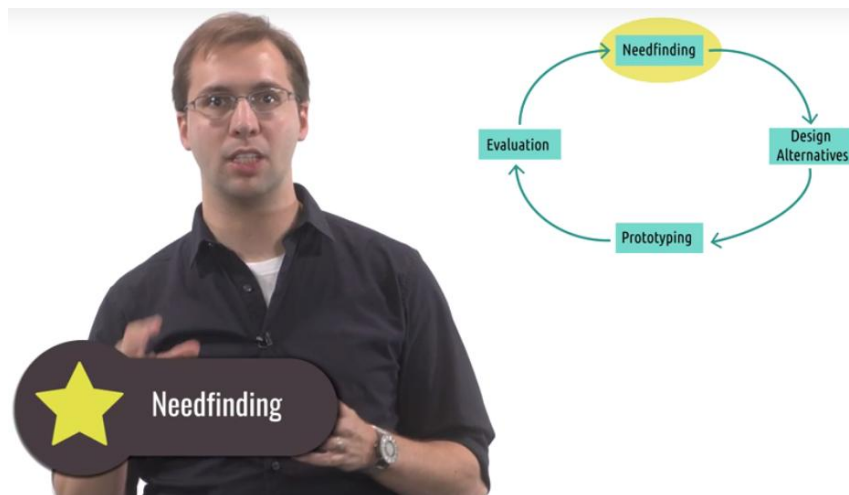 Needfinding
Evaluation
Design
Alternatives
Prototyping
Needfinding